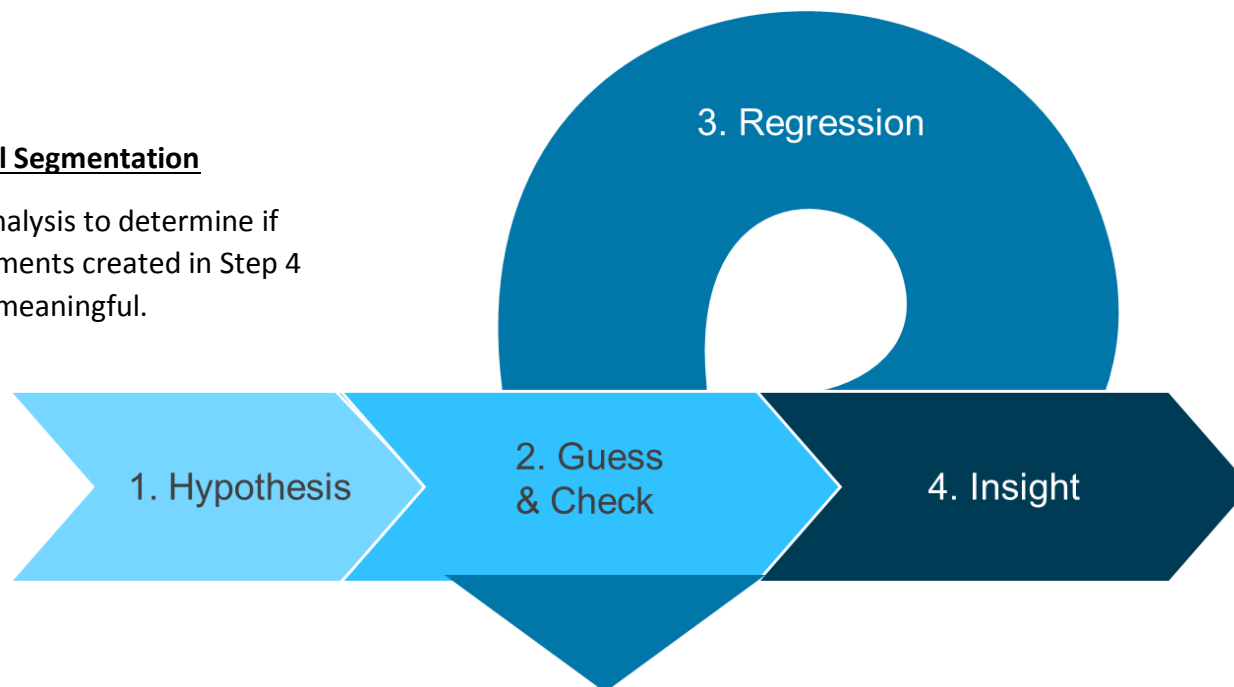 l Segmentation
nalysis to determine if
ments created in Step 4
meaningful.
3. Regression
1. Hypothesis
2. Guess
& Check
4. Insight